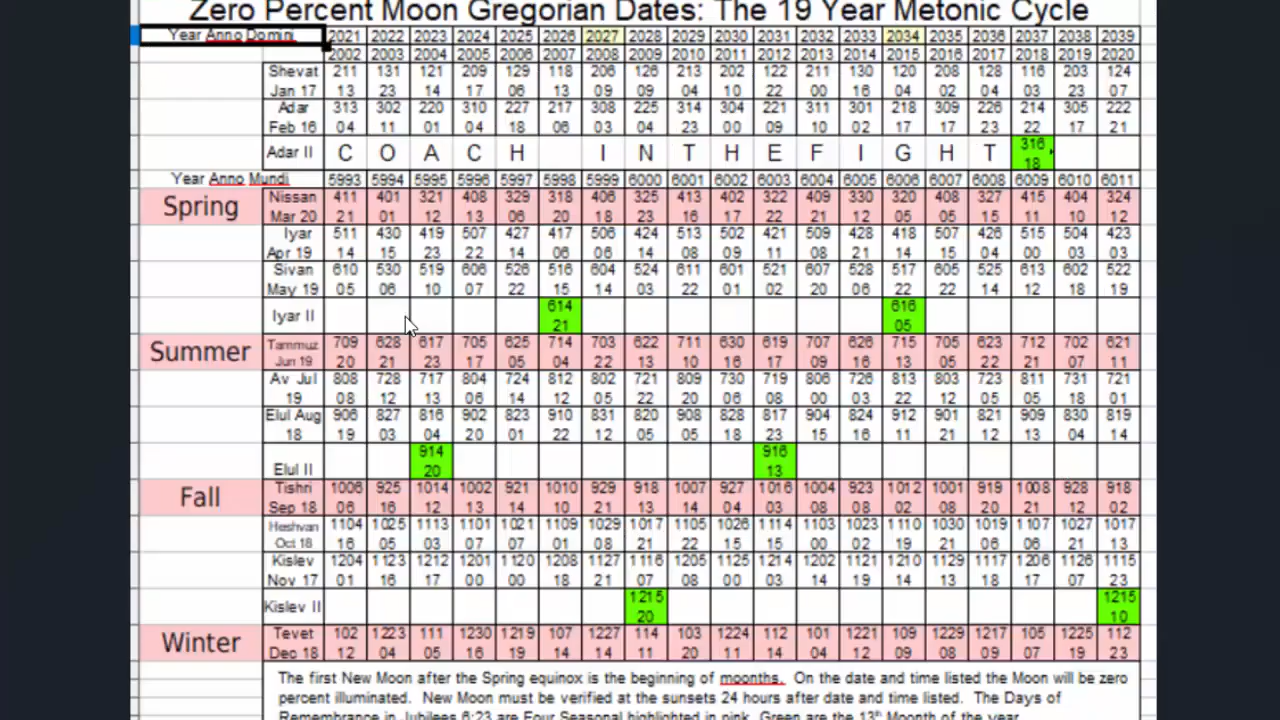 Zero Percent Moon Gregorian Dates: The 19 Year Metonic Cycle
Year Anno Domini 2021 2022 2023 2024 2025 2026 2027 2028 2029 2030 2031 2032 2033 2034 2035 2036 2037 2038 2039
2002 2003 2004 2005 2006 2007 2008 2009 2010 2011 2012 2013 2014 2015 2016 2017 2018 2019 2020
Shevat 211 131 121 209 129 118 206 126 213 202 122 211 130 120 208 128 116 203 124
Jan 17 13 23 14 17 06 13 09 09 04 10 22 00 16 04 02 04 03 23 07
Adar 313 302 220 310 227 217 308 225 314 304 221 311 301 218 309 226 214 305 222
Feb 16 04 11 01 04 18 06 03 04 23 00 09 10 02 17 17 23 22 17 21
Adar II C O A C H I N T H E F I G H T 316
18
Year Anno Mundi 5993 5994 5995 5996 5997 5998 5999 6000 6001 6002 6003 6004 6005 6006 6007 6008 6009 6010 6011
Spring Nissan 411 401 321 408 329 318 406 325 413 402 322 409 330 320 408 327 415 404 324
Mar 20 21 01 12 13 06 20 18 23 16 17 22 21 12 05 05 15 11 10 12
Iyar 511 430 419 507 427 417 506 424 513 502 421 509 428 418 507 426 515 504 423
Apr 19 14 15 23 22 14 06 06 14 08 09 11 08 21 14 15 04 00 03 03
Sivan 610 530 519 606 526 516 604 524 611 601 521 607 528 517 605 525 613 602 522
May 19 05 06 10 07 22 15 14 03 22 01 02 20 06 22 22 14 12 18 19
Iyar II 614 616
21 05
Summer Tammuz 709 628 617 705 625 714 703 622 711 630 619 707 626 715 705 623 712 702 621
Jun 19 20 21 23 17 05 04 22 13 10 16 17 09 16 13 05 22 21 07 11
Av Jul 808 728 717 804 724 812 802 721 809 730 719 806 726 813 803 723 811 731 721
19 08 12 13 06 14 12 05 22 20 06 08 00 03 22 12 05 05 18 01
Elul Aug 906 827 816 902 823 910 831 820 908 828 817 904 824 912 901 821 909 830 819
18 19 03 04 20 01 22 12 05 05 18 23 15 16 11 21 12 13 04 14
Elul II 914 916
20 13
Fall Tishri 1006 925 1014 1002 921 1010 929 918 1007 927 1016 1004 923 1012 1001 919 1008 928 918
Sep 18 06 16 12 13 14 10 21 13 14 04 03 08 08 02 08 20 21 12 02
Heshvan 1104 1025 1113 1101 1021 1109 1029 1017 1105 1026 1114 1103 1023 1110 1030 1019 1107 1027 1017
Oct 18 16 05 03 07 07 01 08 21 22 15 15 00 02 19 21 06 06 21 13
Kislev 1204 1123 1212 1201 1120 1208 1127 1116 1205 1125 1214 1202 1121 1210 1129 1117 1206 1126 1115
Nov 17 01 16 17 00 00 18 21 07 08 00 03 14 19 14 13 18 17 07 23
Kislev II 1215 1215
20 10
Winter Tevet 102 1223 111 1230 1219 107 1227 114 103 1224 112 101 1221 109 1229 1217 105 1225 112
Dec 18 12 04 05 16 19 14 14 11 20 11 14 04 12 09 08 09 07 19 23
The first New Moon after the Spring equinox is the beginning of moonths. On the date and time listed the Moon will be zero
percent illuminated. New Moon must be verified at the sunsets 24 hours after date and time listed. The Days of
Remembrance in Jubilees 6:23 are Four Seasonal highlighted in pink. Green are the 13th Moonth of the year